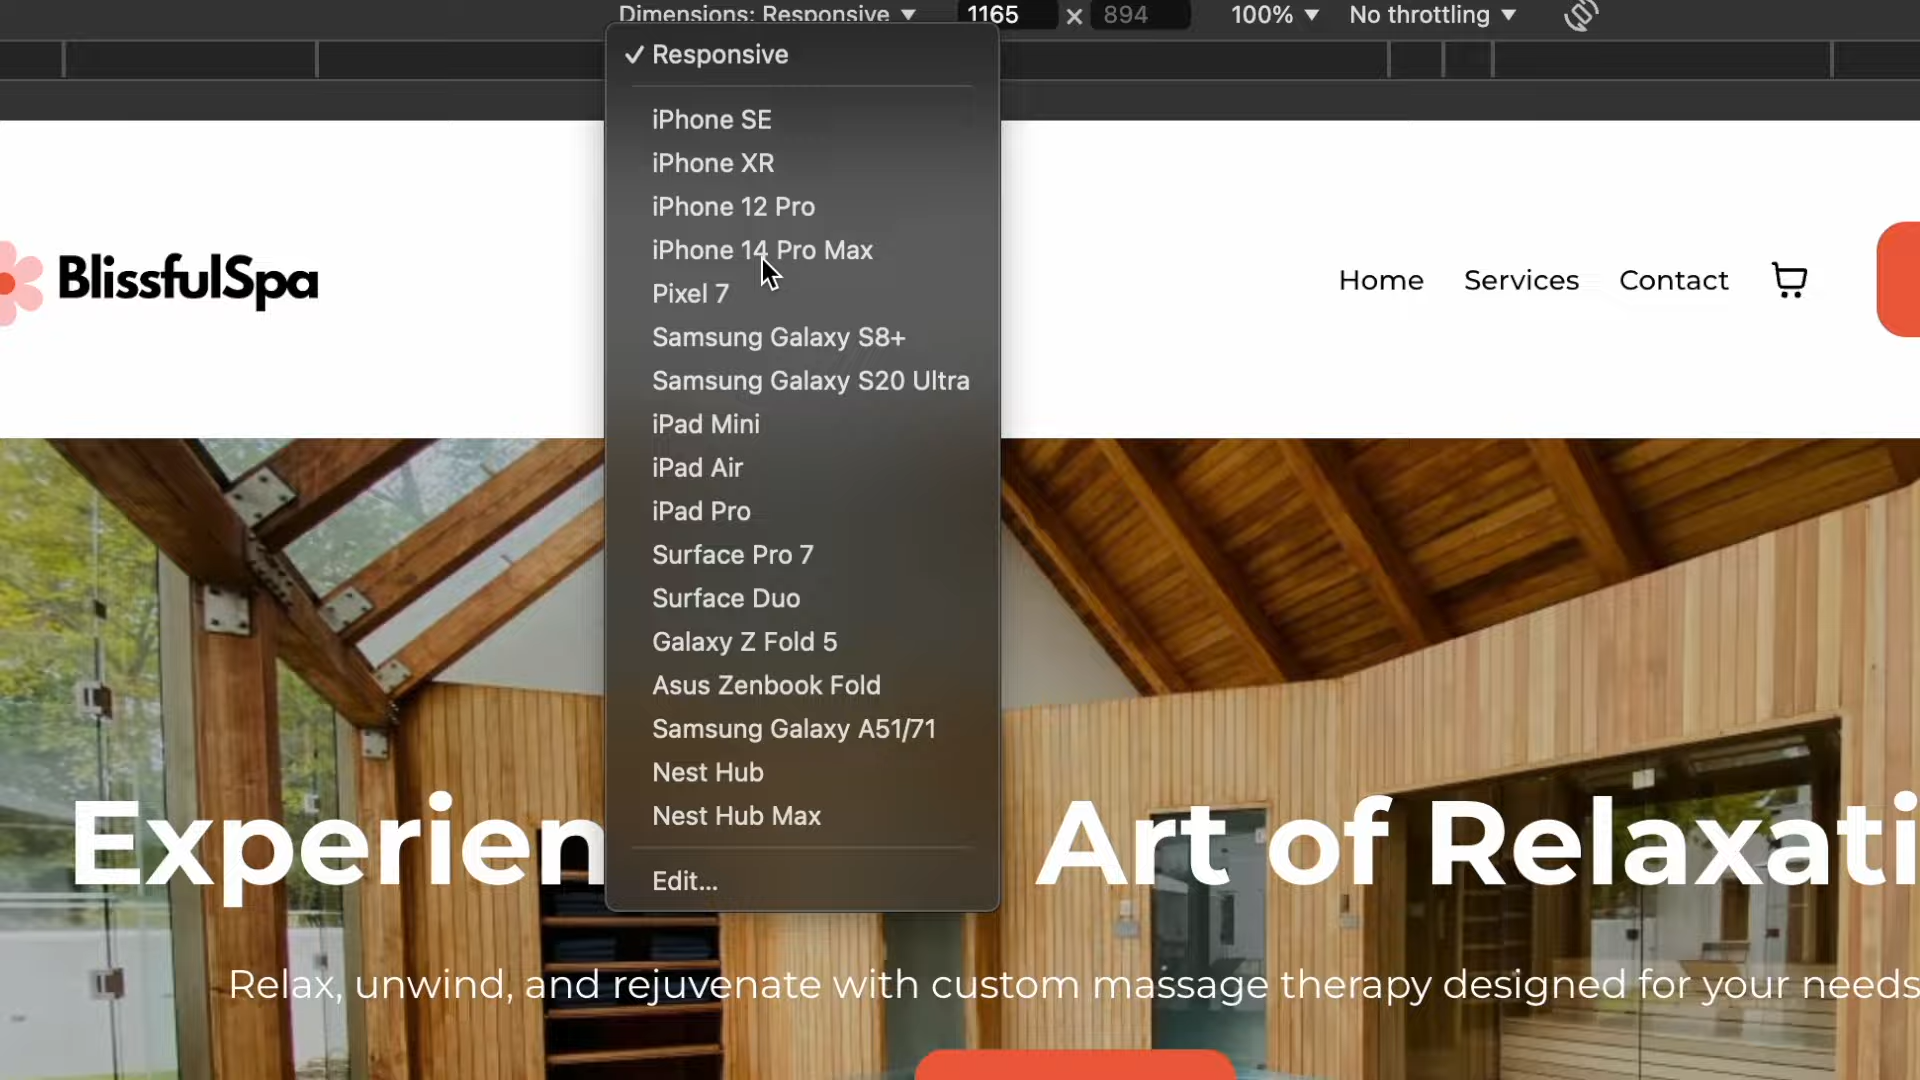 Dimensions: Responsive ▼ 1165 × 894 100% ▼ No throttling ▼
✓ Responsive
iPhone SE
iPhone XR
iPhone 12 Pro
iPhone 14 Pro Max
Pixel 7
Samsung Galaxy S8+
Samsung Galaxy S20 Ultra
iPad Mini
iPad Air
iPad Pro
Surface Pro 7
Surface Duo
Galaxy Z Fold 5
Asus Zenbook Fold
Samsung Galaxy A51/71
Nest Hub
Nest Hub Max
Edit...
BlissfulSpa
Home Services Contact
Experien Art of Relaxati
Relax, unwind, and rejuvenate with custom massage therapy designed for your needs